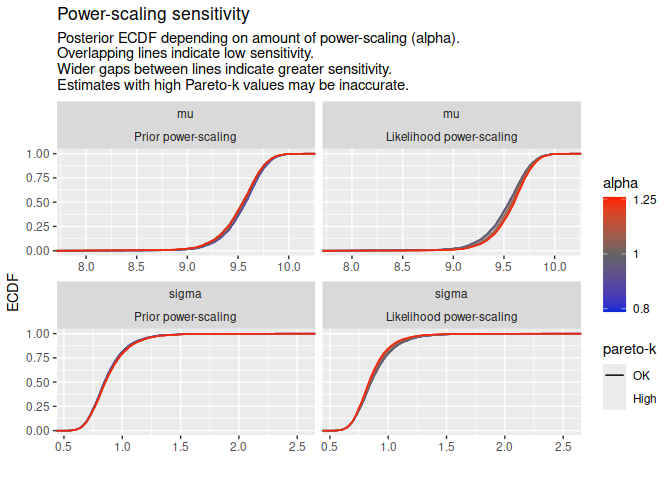 Power-scaling sensitivity
Posterior ECDF depending on amount of power-scaling (alpha).
Overlapping lines indicate low sensitivity.
Wider gaps between lines indicate greater sensitivity.
Estimates with high Pareto-k values may be inaccurate.
mu
Prior power-scaling
mu
Likelihood power-scaling
1.00
0.75
0.50
0.25
0.00
8.0 8.5 9.0 9.5 10.0
8.0 8.5 9.0 9.5 10.0
sigma
Prior power-scaling
sigma
Likelihood power-scaling
1.00
0.75
0.50
0.25
0.00
0.5 1.0 1.5 2.0 2.5
0.5 1.0 1.5 2.0 2.5
ECDF
alpha
1.25
1
0.8
pareto-k
OK
High